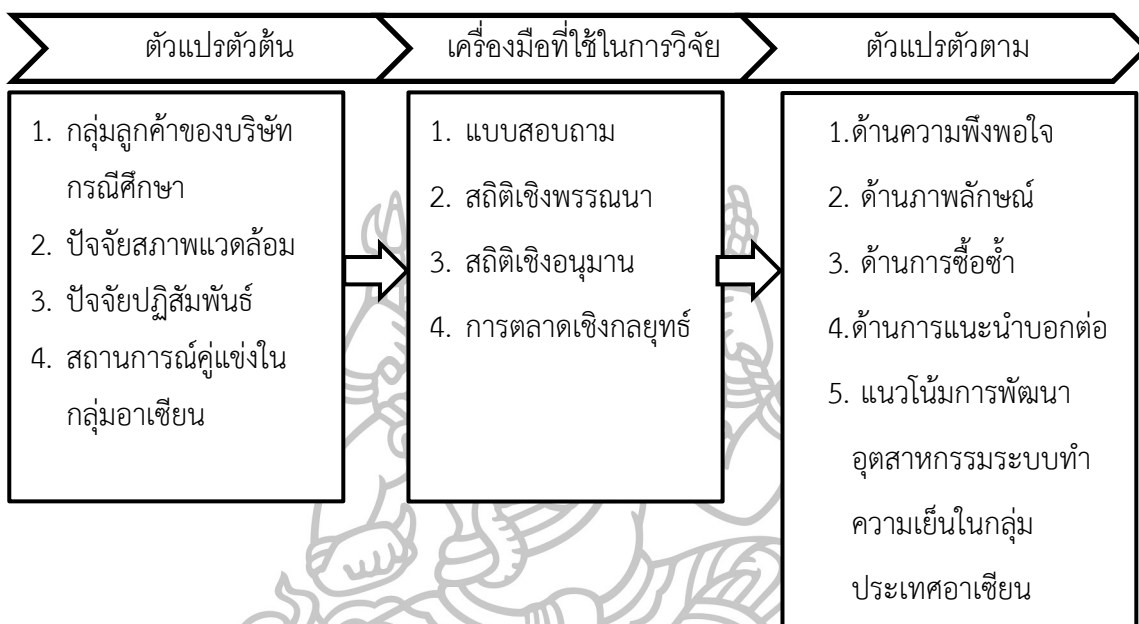 ตัวแปรตัวต้น
เครื่องมือที่ใช้ในการวิจัย
ตัวแปรตัวตาม
1. กลุ่มลูกค้าของบริษัท
กรณีศึกษา
2. ปัจจัยสภาพแวดล้อม
3. ปัจจัยปฏิสัมพันธ์
4. สถานการณ์คู่แข่งใน
กลุ่มอาเซียน
1. แบบสอบถาม
2. สถิติเชิงพรรณนา
3. สถิติเชิงอนุมาน
4. การตลาดเชิงกลยุทธ์
1.ด้านความพึงพอใจ
2. ด้านภาพลักษณ์
3. ด้านการซื้อซ้ำ
4.ด้านการแนะนำบอกต่อ
5. แนวโน้มการพัฒนา
อุตสาหกรรมระบบทำ
ความเย็นในกลุ่ม
ประเทศอาเซียน